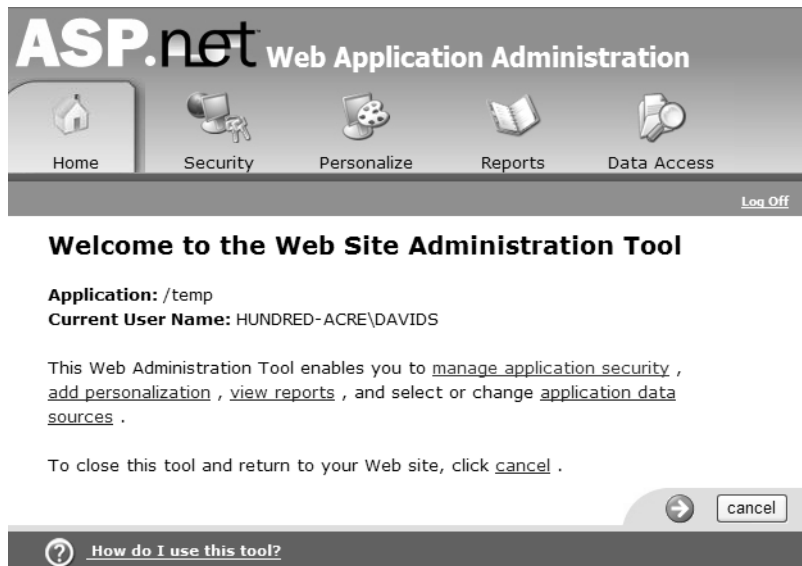 ASP.net Web Application Administration
Home Security Personalize Reports Data Access
Log Off
Welcome to the Web Site Administration Tool
Application: /temp
Current User Name: HUNDRED-ACRE\DAVIDS
This Web Administration Tool enables you to manage application security ,
add personalization , view reports , and select or change application data
sources .
To close this tool and return to your Web site, click cancel .
cancel
? How do I use this tool?